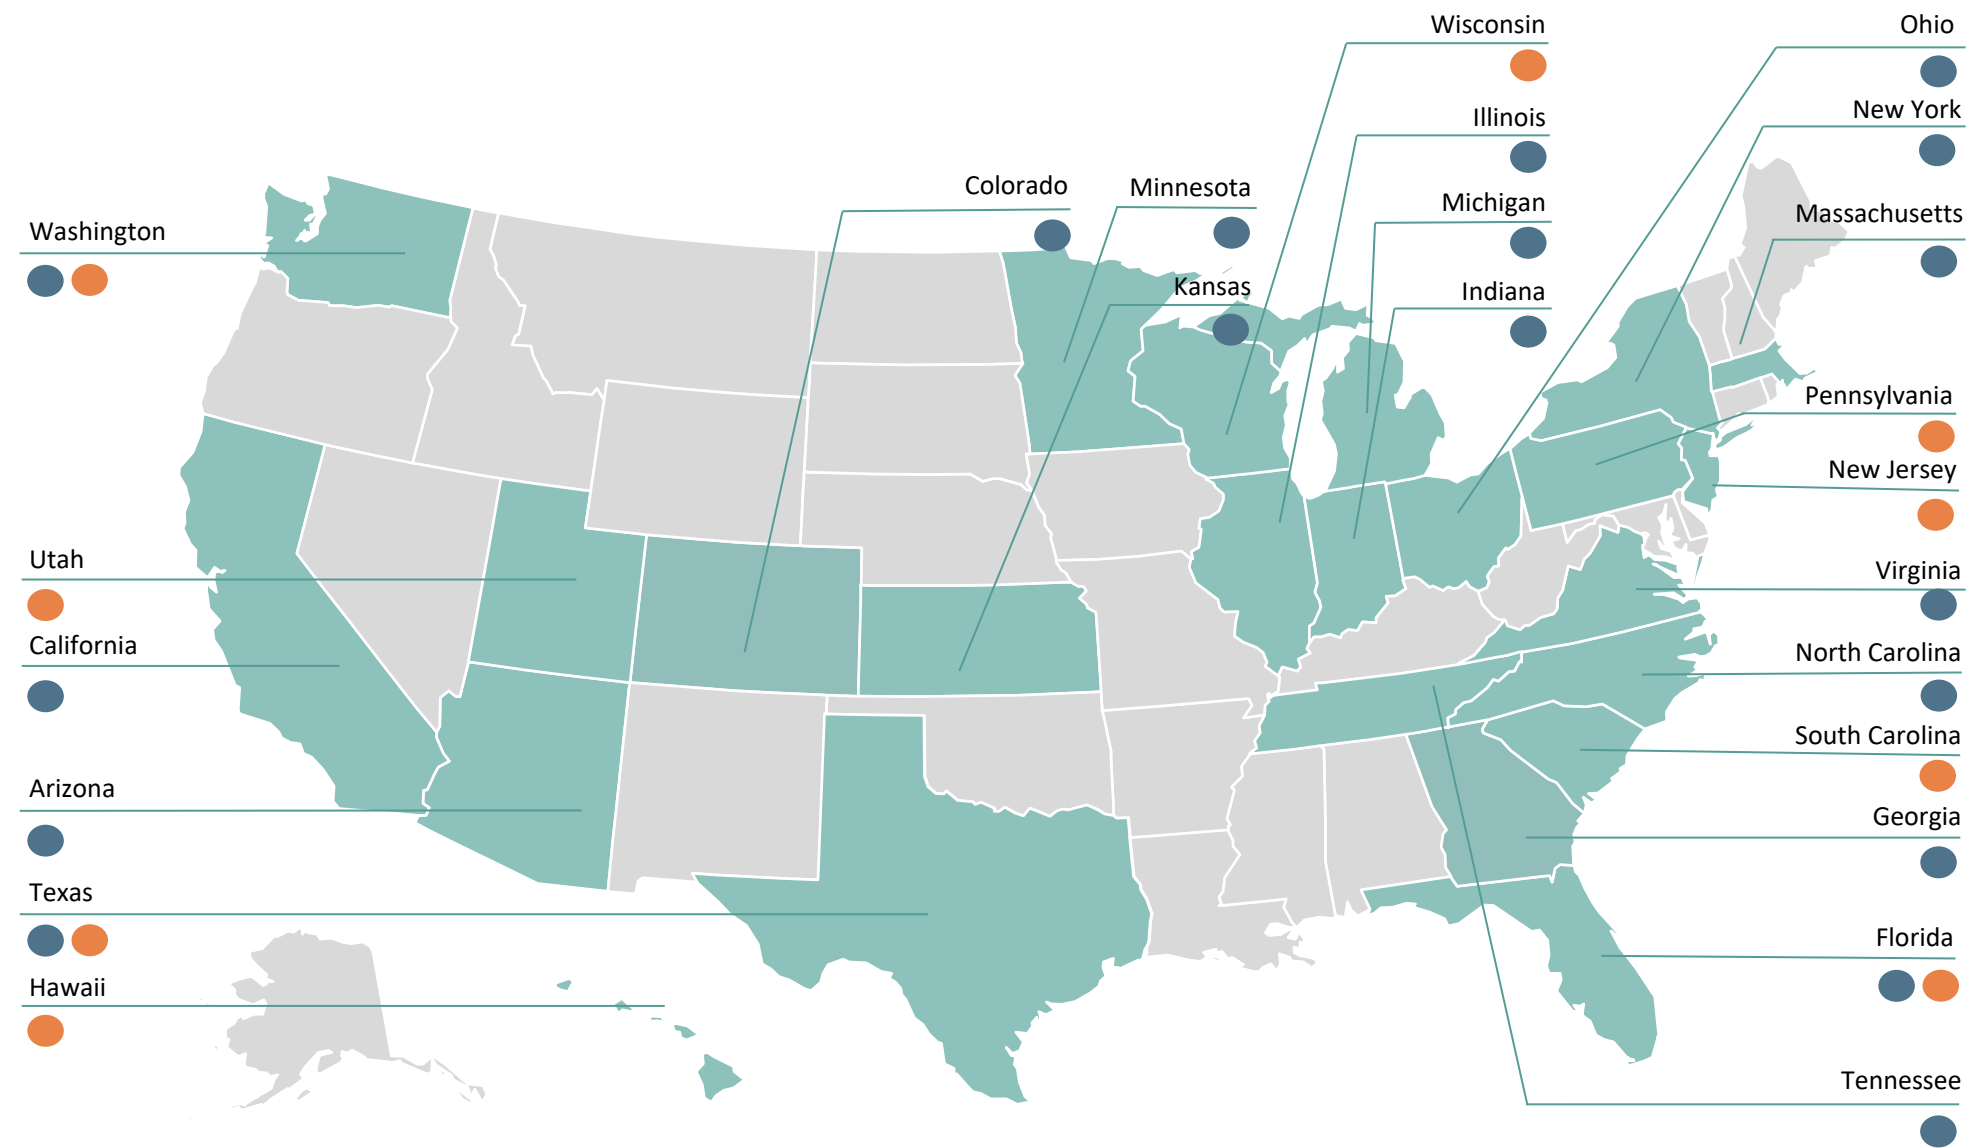 Wisconsin
Ohio
Illinois
New York
Colorado
Minnesota
Michigan
Massachusetts
Washington
Kansas
Indiana
Pennsylvania
New Jersey
Utah
Virginia
California
North Carolina
South Carolina
Arizona
Georgia
Texas
Florida
Hawaii
Tennessee